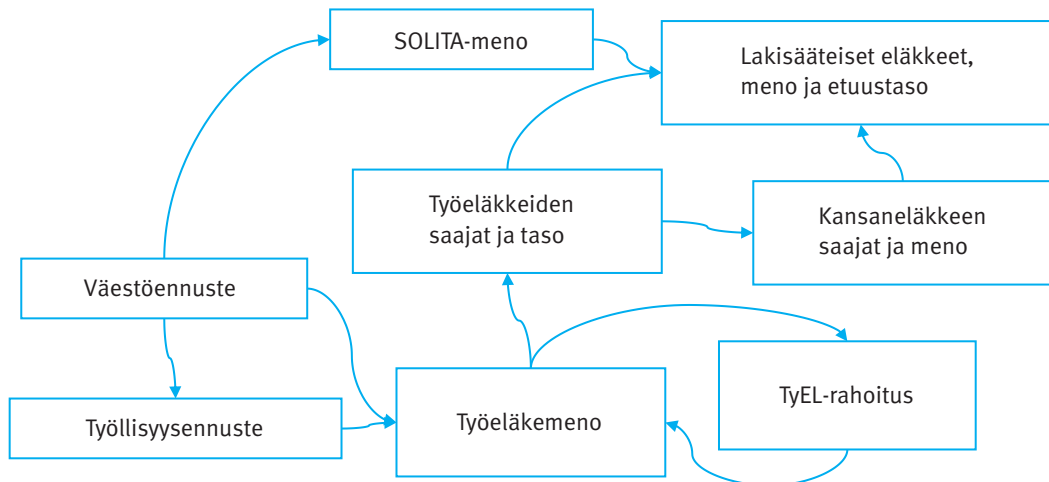 SOLITA-meno
Lakisääteiset eläkkeet,
meno ja etuustaso
Työeläkkeiden
saajat ja taso
Kansaneläkkeen
saajat ja meno
Väestöennuste
TyEL-rahoitus
Työllisyysennuste
Työeläkemeno